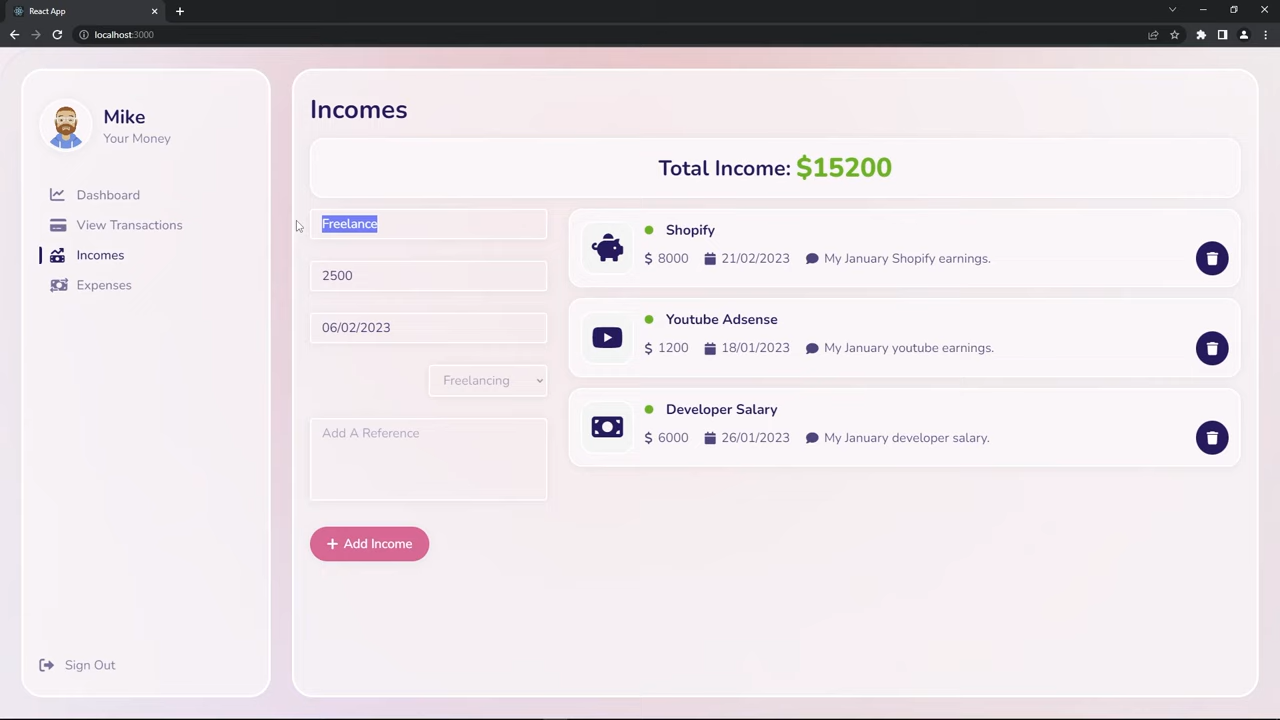 React App
localhost:3000
Mike
Your Money
Dashboard
View Transactions
Incomes
Expenses
Sign Out
Incomes
Total Income: $15200
Freelance
2500
06/02/2023
Freelancing
Add A Reference
+ Add Income
Shopify
$ 8000 21/02/2023 My January Shopify earnings.
Youtube Adsense
$ 1200 18/01/2023 My January youtube earnings.
Developer Salary
$ 6000 26/01/2023 My January developer salary.